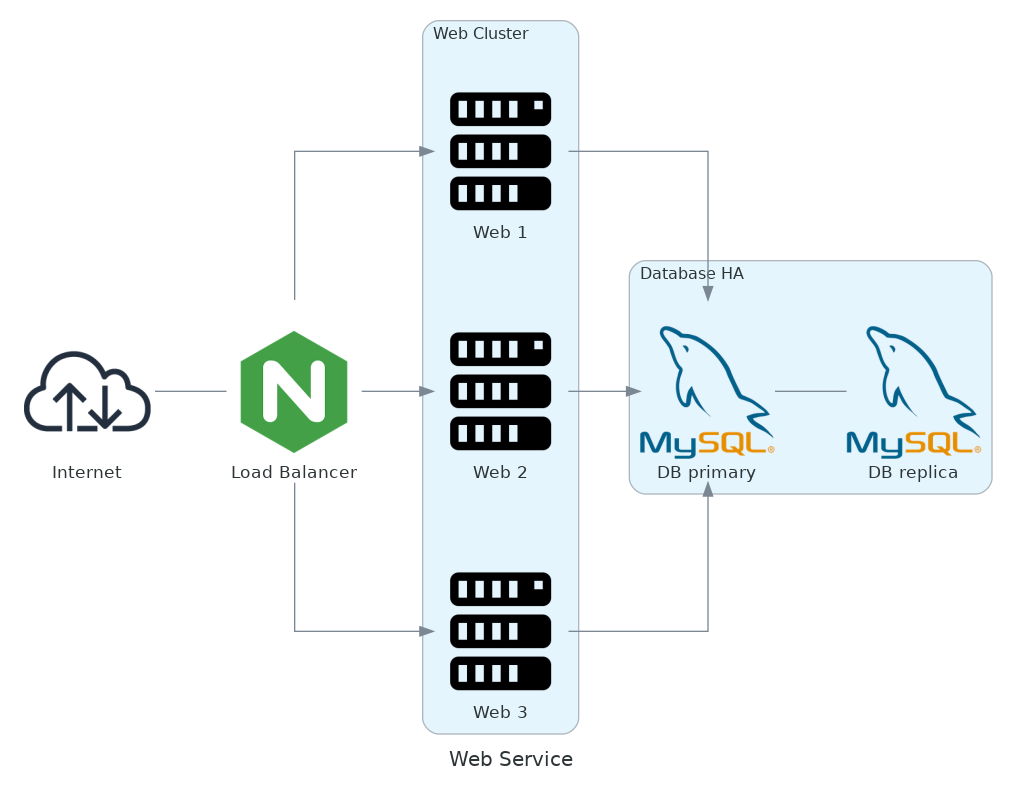 Web Cluster
Web 1
Database HA
Internet
N
Load Balancer
Web 2
MySQL®
DB primary
MySQL®
DB replica
Web 3
Web Service